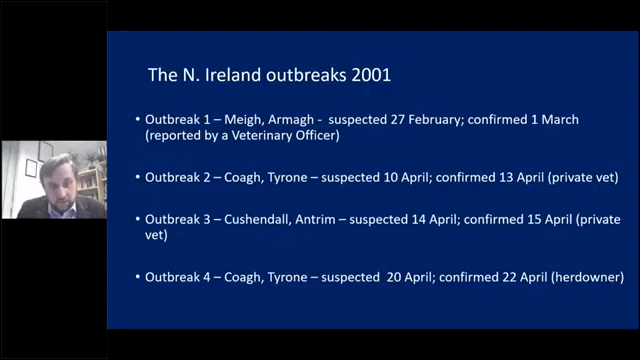 The N. Ireland outbreaks 2001
• Outbreak 1 – Meigh, Armagh - suspected 27 February; confirmed 1 March
(reported by a Veterinary Officer)
• Outbreak 2 – Coagh, Tyrone – suspected 10 April; confirmed 13 April (private vet)
• Outbreak 3 – Cushendall, Antrim – suspected 14 April; confirmed 15 April (private
vet)
• Outbreak 4 – Coagh, Tyrone – suspected 20 April; confirmed 22 April (herdowner)